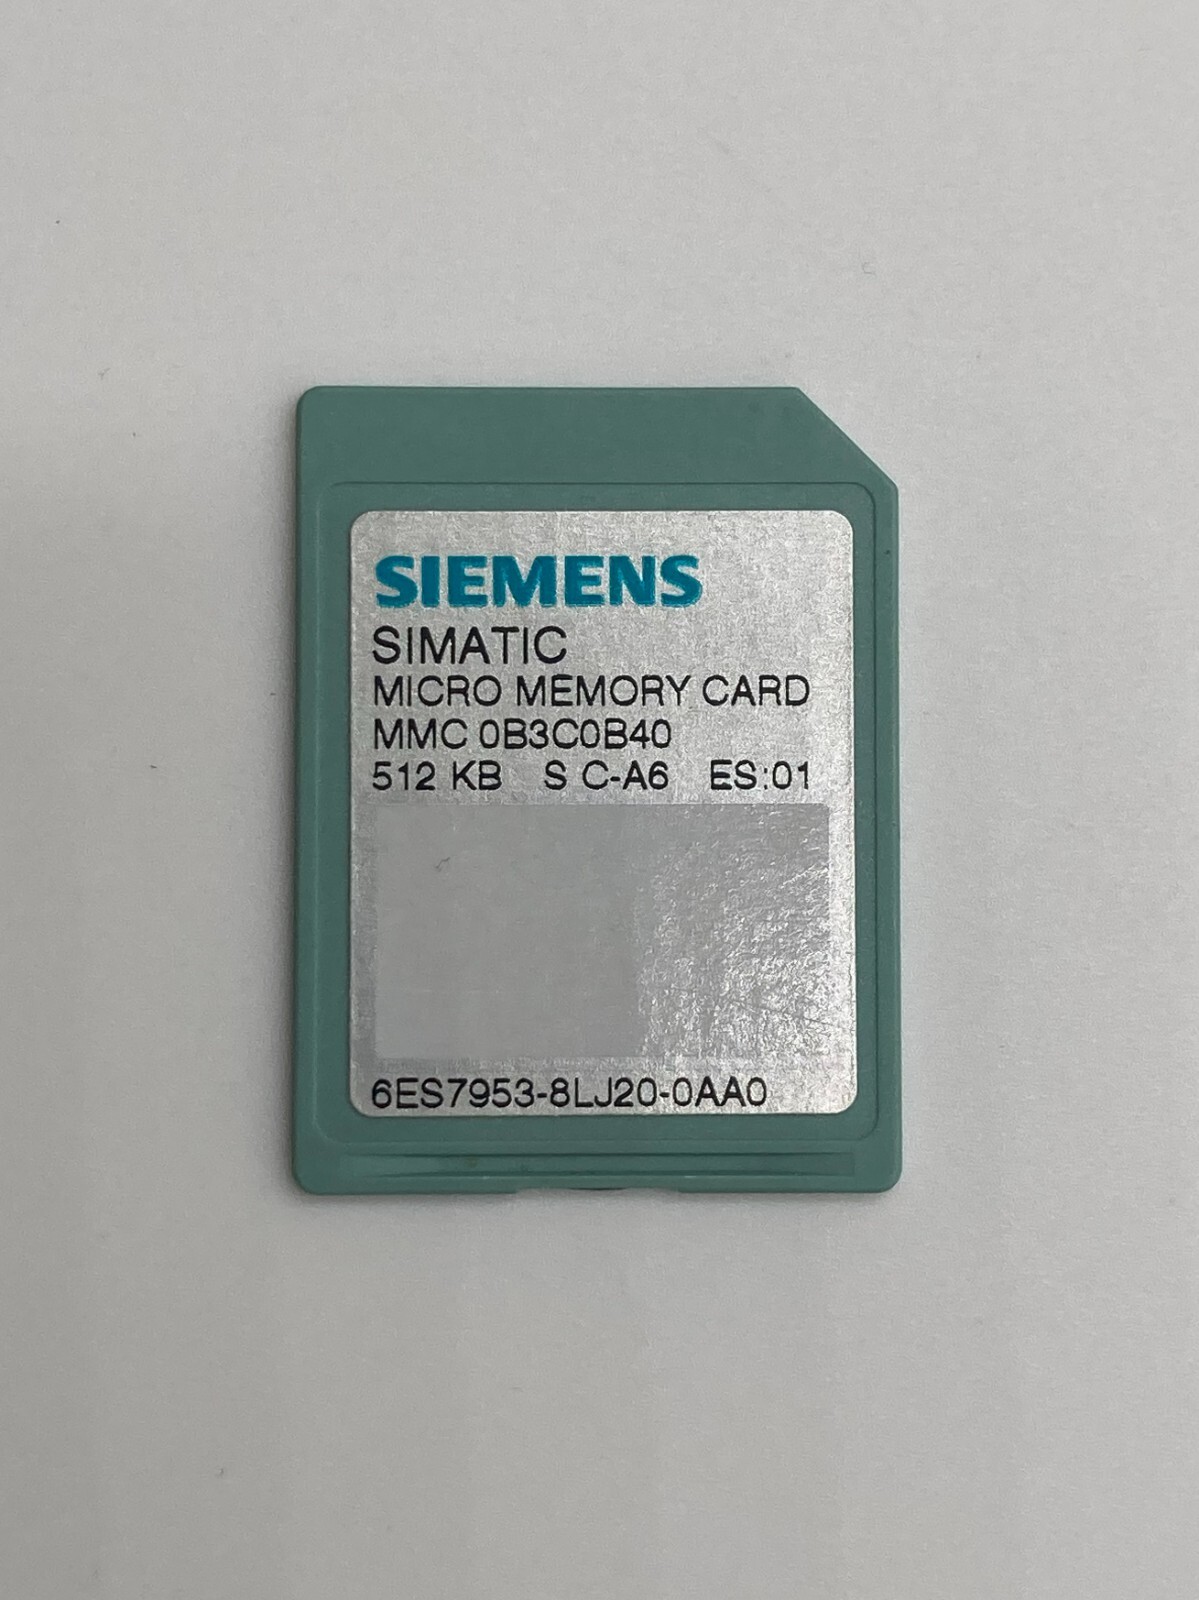 SIEMENS
SIMATIC
MICRO MEMORY CARD
MMC 0B3C0B40
512 KB S C-A6 ES:01
6ES7953-8LJ20-0AA0